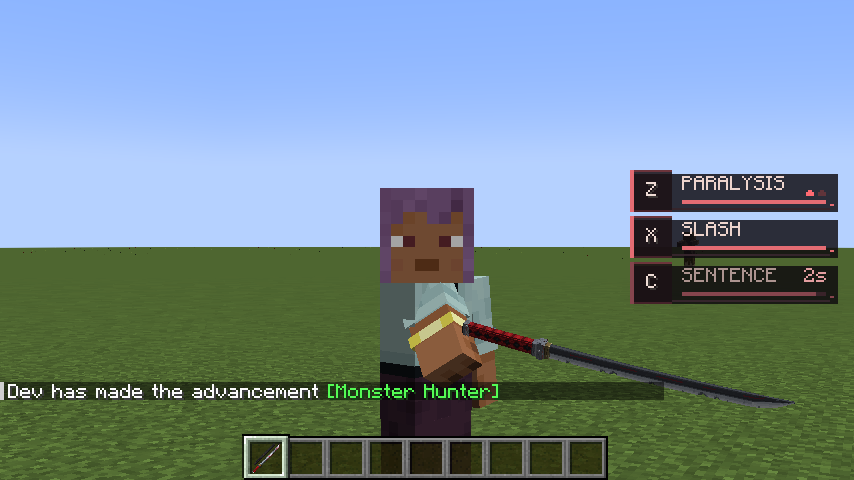 Z PARALYSIS
X SLASH
C SENTENCE 2s
Dev has made the advancement [Monster Hunter]